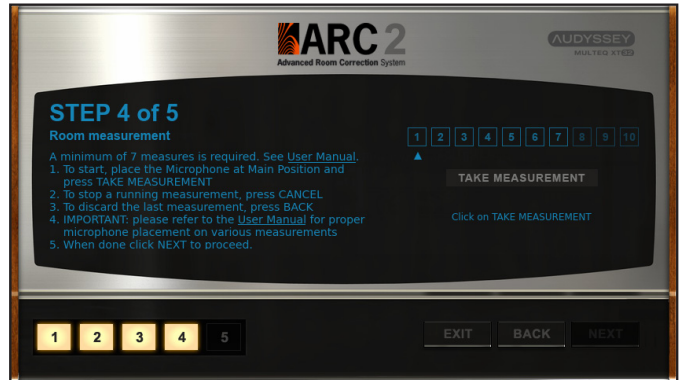 ARC 2
Advanced Room Correction System
AUDYSSEY
MULTEQ XT32
STEP 4 of 5
Room measurement
A minimum of 7 measures is required. See User Manual.
1. To start, place the Microphone at Main Position and
press TAKE MEASUREMENT
2. To stop a running measurement, press CANCEL
3. To discard the last measurement, press BACK
4. IMPORTANT: please refer to the User Manual for proper
microphone placement on various measurements
5. When done click NEXT to proceed.
1 2 3 4 5 6 7 8 9 10
TAKE MEASUREMENT
Click on TAKE MEASUREMENT
1 2 3 4 5
EXIT BACK NEXT